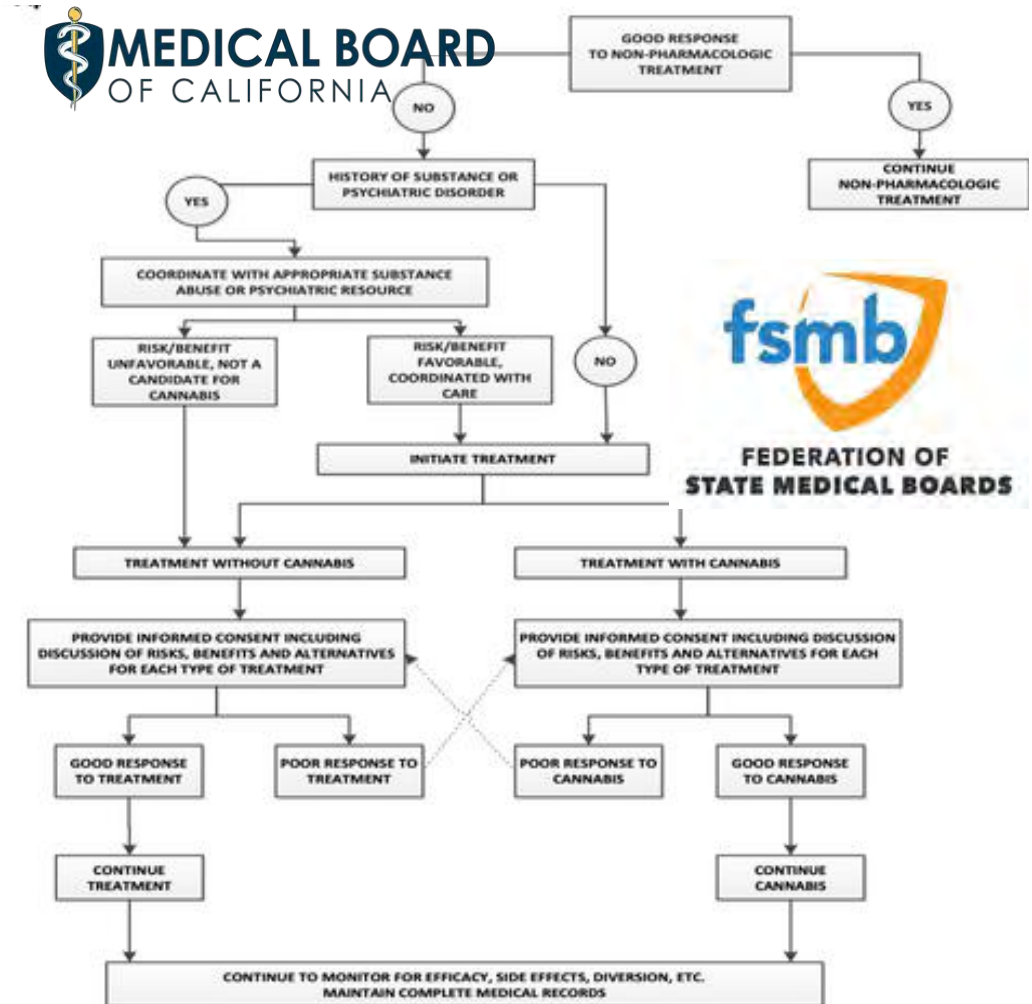 MEDICAL BOARD
OF CALIFORNIA
GOOD RESPONSE
TO NON-PHARMACOLOGIC
TREATMENT
NO
YES
HISTORY OF SUBSTANCE OR
PSYCHIATRIC DISORDER
CONTINUE
NON-PHARMACOLOGIC
TREATMENT
YES
COORDINATE WITH APPROPRIATE SUBSTANCE
ABUSE OR PSYCHIATRIC RESOURCE
RISK/BENEFIT
UNFAVORABLE, NOT A
CANDIDATE FOR
CANNABIS
RISK/BENEFIT
FAVORABLE,
COORDINATED WITH
CARE
NO
fsmb
FEDERATION OF
STATE MEDICAL BOARDS
INITIATE TREATMENT
TREATMENT WITHOUT CANNABIS
TREATMENT WITH CANNABIS
PROVIDE INFORMED CONSENT INCLUDING
DISCUSSION OF RISKS, BENEFITS AND ALTERNATIVES
FOR EACH TYPE OF TREATMENT
PROVIDE INFORMED CONSENT INCLUDING DISCUSSION
OF RISKS, BENEFITS AND ALTERNATIVES FOR EACH
TYPE OF TREATMENT
GOOD RESPONSE
TO TREATMENT
POOR RESPONSE TO
TREATMENT
POOR RESPONSE TO
CANNABIS
GOOD RESPONSE
TO CANNABIS
CONTINUE
TREATMENT
CONTINUE
CANNABIS
CONTINUE TO MONITOR FOR EFFICACY, SIDE EFFECTS, DIVERSION, ETC.
MAINTAIN COMPLETE MEDICAL RECORDS